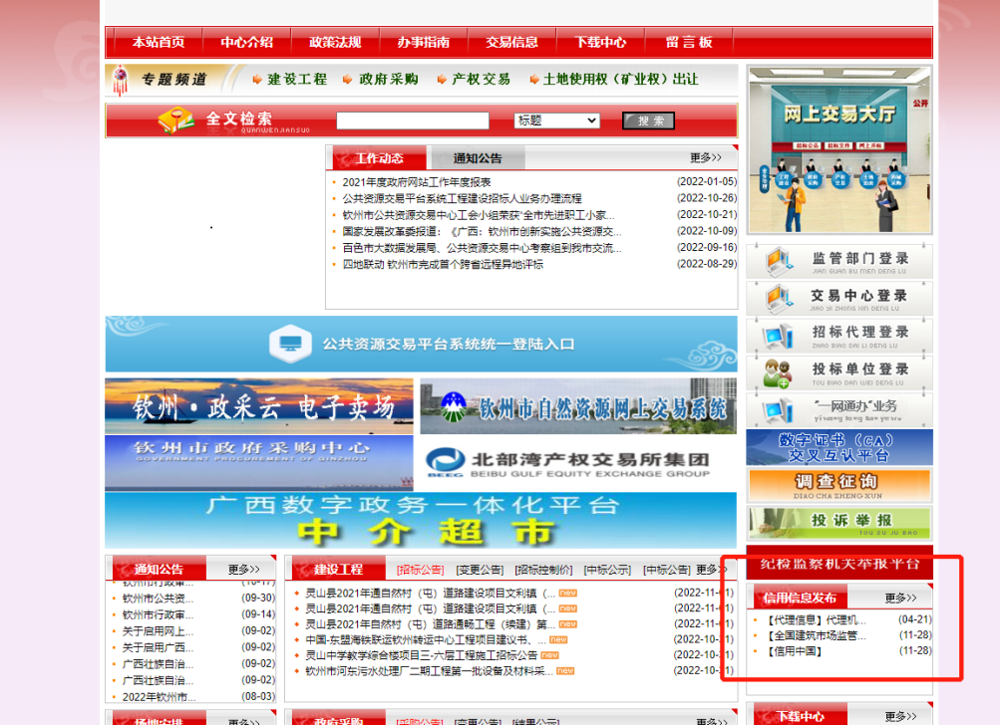 本站首页 中心介绍 政策法规 办事指南 交易信息 下载中心 留言板
专题频道 建设工程 政府采购 产权交易 土地使用权（矿业权）出让
全文检索 标题 搜索
QUANWENJIANSUO
工作动态 通知公告 更多>>
2021年度政府网站工作年度报表 (2022-01-05)
公共资源交易平台系统工程建设招标人业务办理流程 (2022-10-26)
钦州市公共资源交易中心工会小组荣获“全市先进职工小家... (2022-10-21)
国家发展改革委报道：《广西：钦州市创新实施公共资源交... (2022-10-09)
百色市大数据发展局、公共资源交易中心考察组到我市交流... (2022-09-16)
四地联动 钦州市完成首个跨省远程异地评标 (2022-08-29)
公共资源交易平台系统统一登陆入口
钦州·政采云 电子卖场
钦州市自然资源网上交易系统
钦州市政府采购中心
GOVERNMENT PROCUREMENT OF QINZHOU
北部湾产权交易所集团
BEEG BEIBU GULF EQUITY EXCHANGE GROUP
广西数字政务一体化平台
中介超市
通知公告 更多>>
钦州市行政审... (10-17)
钦州市公共资... (09-30)
钦州市行政审... (09-14)
关于启用网上... (09-02)
关于启用广西... (09-02)
广西壮族自治... (09-02)
广西壮族自治... (09-02)
2022年钦州市... (08-03)
建设工程 [招标公告] [变更公告] [招标控制价] [中标公示] [中标公告] 更多>>
灵山县2021年通自然村（屯）道路建设项目文利镇（... new (2022-11-01)
灵山县2021年通自然村（屯）道路建设项目文利镇（... new (2022-11-01)
灵山县2021年自然村（屯）道路通畅工程（续建）第... new (2022-11-01)
中国-东盟海铁联运钦州转运中心工程项目建议书、... new (2022-10-31)
灵山中学教学综合楼项目三-六层工程施工招标公告 new (2022-10-31)
钦州市河东污水处理厂二期工程第一批设备及材料采... new (2022-10-31)
场地安排 更多>>
政府采购 [采购公告] [变更公告] [结果公示] 更多>>
网上交易大厅
公开
招标公告 招标文件 网上开标
监管部门登录
JIAN GUAN BU MEN DENG LU
交易中心登录
JIAO YI ZHONG XIN DENG LU
招标代理登录
ZHAO BIAO DAI LI DENG LU
投标单位登录
TOU BIAO DAN WEI DENG LU
“一网通办”业务
数字证书（CA）
交叉互认平台
调查征询
DIAO CHA ZHENG XUN
投诉举报
TOU SU JU BAO
纪检监察机关举报平台
信用信息发布 更多>>
【代理信息】代理机... (04-21)
【全国建筑市场监管... (11-28)
【信用中国】 (11-28)
下载中心 更多>>